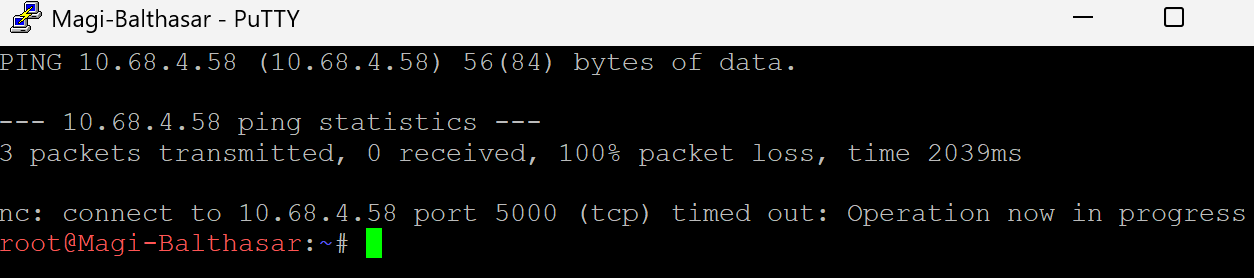 Magi-Balthasar - PuTTY
PING 10.68.4.58 (10.68.4.58) 56(84) bytes of data.
--- 10.68.4.58 ping statistics ---
3 packets transmitted, 0 received, 100% packet loss, time 2039ms
nc: connect to 10.68.4.58 port 5000 (tcp) timed out: Operation now in progress
root@Magi-Balthasar:~#